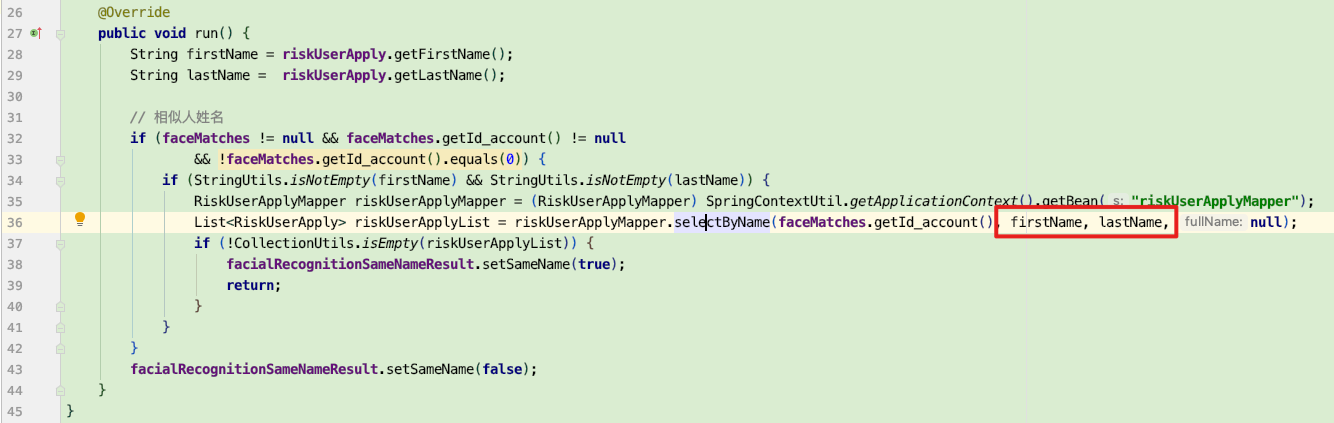 26 @Override
27 public void run() {
28 String firstName = riskUserApply.getFirstName();
29 String lastName =  riskUserApply.getLastName();
30
31 // 相似人姓名
32 if (faceMatches != null && faceMatches.getId_account() != null
33 && !faceMatches.getId_account().equals(0)) {
34 if (StringUtils.isNotEmpty(firstName) && StringUtils.isNotEmpty(lastName)) {
35 RiskUserApplyMapper riskUserApplyMapper = (RiskUserApplyMapper) SpringContextUtil.getApplicationContext().getBean( s: "riskUserApplyMapper");
36 List<RiskUserApply> riskUserApplyList = riskUserApplyMapper.selectByName(faceMatches.getId_account(), firstName, lastName, fullName: null);
37 if (!CollectionUtils.isEmpty(riskUserApplyList)) {
38 facialRecognitionSameNameResult.setSameName(true);
39 return;
40 }
41 }
42 }
43 facialRecognitionSameNameResult.setSameName(false);
44 }
45 }